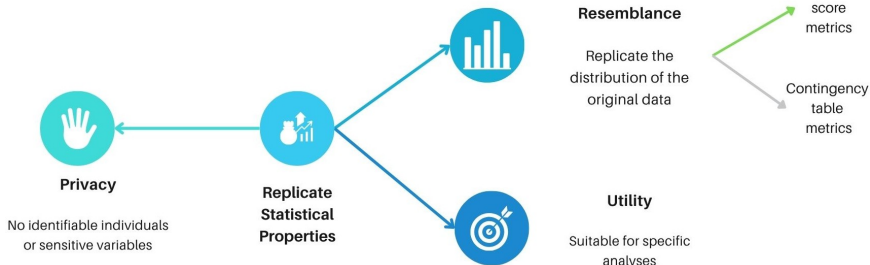 Privacy
No identifiable individuals
or sensitive variables
Replicate
Statistical
Properties
Resemblance
Replicate the
distribution of the
original data
score
metrics
Contingency
table
metrics
Utility
Suitable for specific
analyses